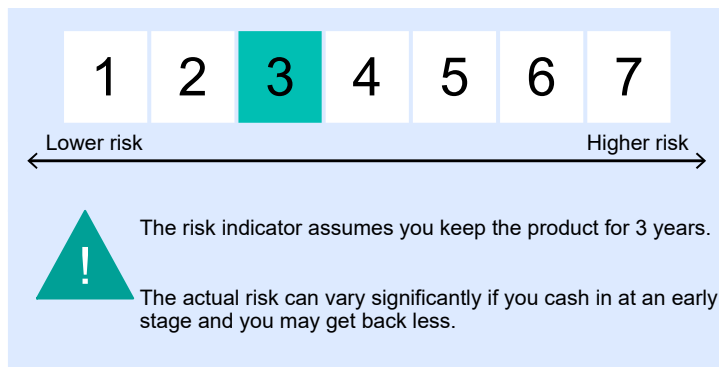 1 2 3 4 5 6 7
Lower risk Higher risk
! The risk indicator assumes you keep the product for 3 years.
The actual risk can vary significantly if you cash in at an early
stage and you may get back less.